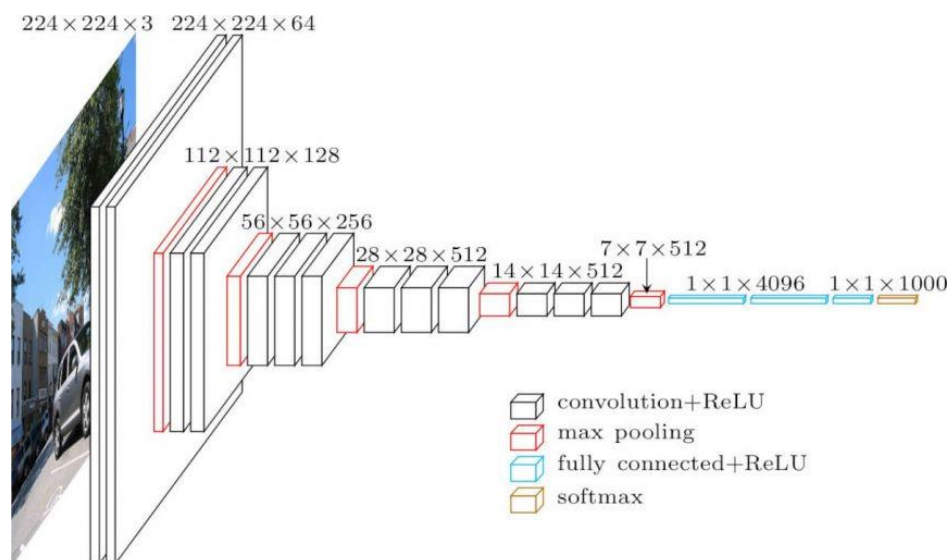 224×224×3
224×224×64
112×112×128
56×56×256
28×28×512
14×14×512
7×7×512
1×1×4096
1×1×1000
convolution+ReLU
max pooling
fully connected+ReLU
softmax